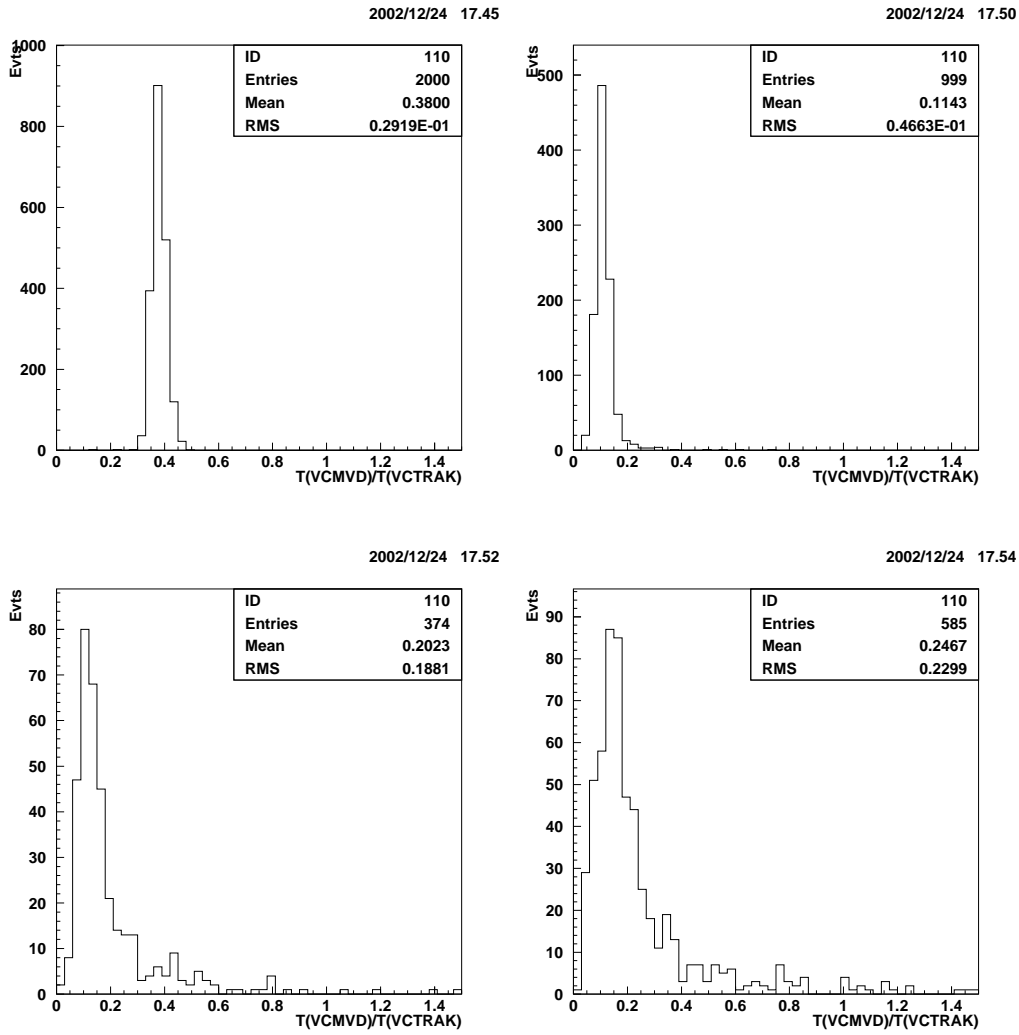 2002/12/24 17.45
Evts
ID 110
Entries 2000
Mean 0.3800
RMS 0.2919E-01
1000
800
600
400
200
0
0 0.2 0.4 0.6 0.8 1 1.2 1.4
T(VCMVD)/T(VCTRAK)
2002/12/24 17.50
Evts
ID 110
Entries 999
Mean 0.1143
RMS 0.4663E-01
500
400
300
200
100
0
0 0.2 0.4 0.6 0.8 1 1.2 1.4
T(VCMVD)/T(VCTRAK)
2002/12/24 17.52
Evts
ID 110
Entries 374
Mean 0.2023
RMS 0.1881
80
70
60
50
40
30
20
10
0
0 0.2 0.4 0.6 0.8 1 1.2 1.4
T(VCMVD)/T(VCTRAK)
2002/12/24 17.54
Evts
ID 110
Entries 585
Mean 0.2467
RMS 0.2299
90
80
70
60
50
40
30
20
10
0
0 0.2 0.4 0.6 0.8 1 1.2 1.4
T(VCMVD)/T(VCTRAK)